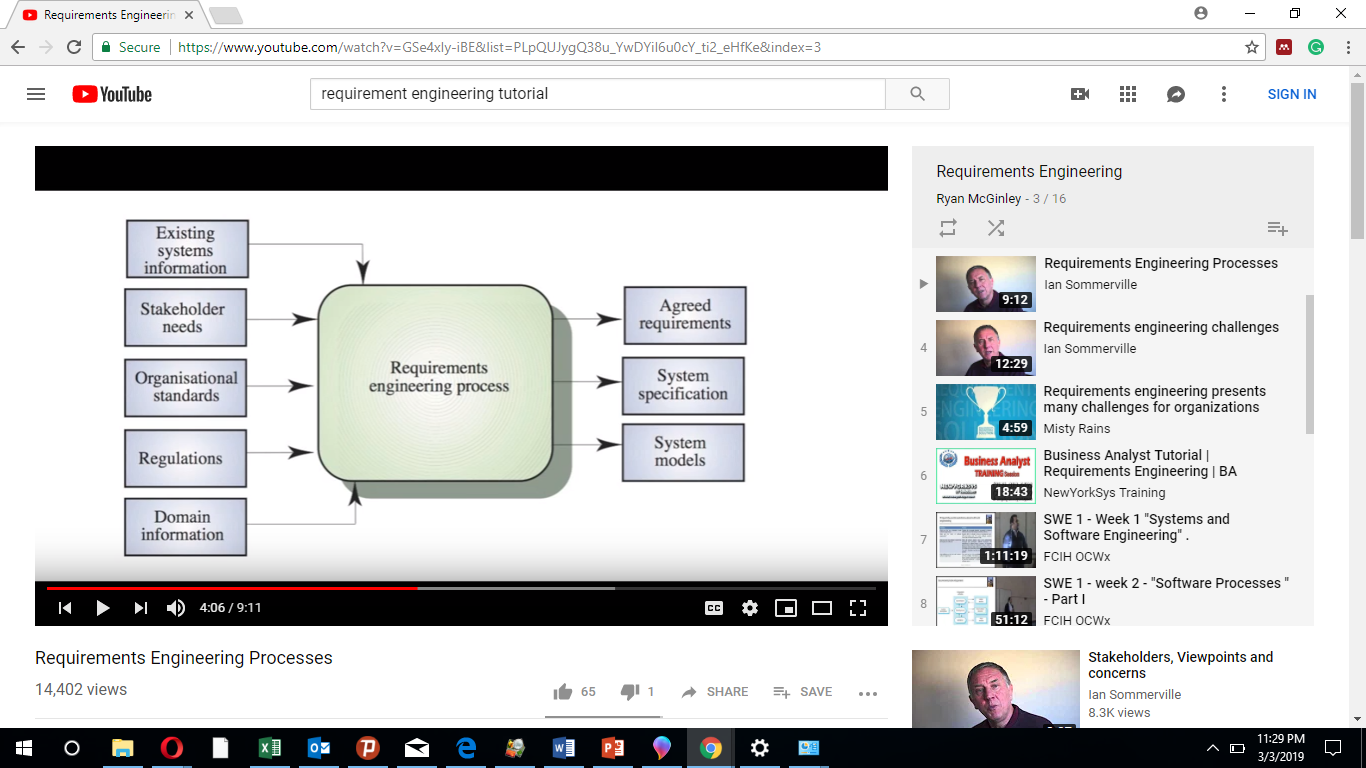 Requirements Engineerin
Secure
https://www.youtube.com/watch?v=GSe4xly-iBE&list=PLpQUJygQ38u_YwDYil6u0cY_ti2_eHfKe&index=3
YouTube
requirement engineering tutorial
SIGN IN
Existing
systems
information
Stakeholder
needs
Organisational
standards
Regulations
Domain
information
Requirements
engineering process
Agreed
requirements
System
specification
System
models
4:06 / 9:11
CC
Requirements Engineering Processes
14,402 views
65
1
SHARE
SAVE
Requirements Engineering
Ryan McGinley - 3 / 16
9:12
Requirements Engineering Processes
Ian Sommerville
4
12:29
Requirements engineering challenges
Ian Sommerville
5
4:59
Requirements engineering presents
many challenges for organizations
Misty Rains
6
Business Analyst
TRAINING
18:43
Business Analyst Tutorial |
Requirements Engineering | BA
NewYorkSys Training
7
1:11:19
SWE 1 - Week 1 "Systems and
Software Engineering" .
FCIH OCWx
8
51:12
SWE 1 - week 2 - "Software Processes "
- Part I
FCIH OCWx
Stakeholders, Viewpoints and
concerns
Ian Sommerville
8.3K views
11:29 PM
3/3/2019